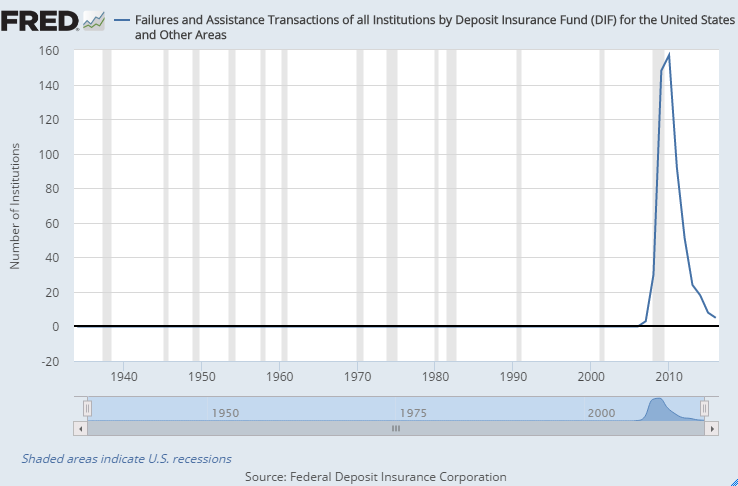 FRED
Failures and Assistance Transactions of all Institutions by Deposit Insurance Fund (DIF) for the United States
and Other Areas
Number of Institutions
160
140
120
100
80
60
40
20
0
-20
1940 1950 1960 1970 1980 1990 2000 2010
1950 1975 2000
Shaded areas indicate U.S. recessions
Source: Federal Deposit Insurance Corporation